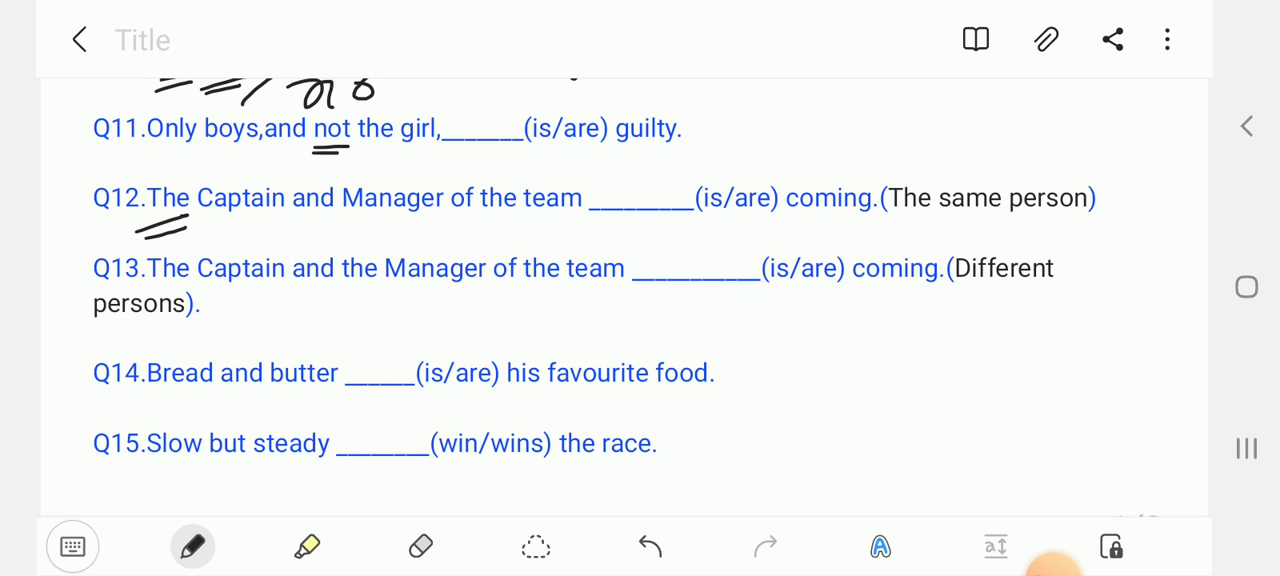 Title
Q11.Only boys,and not the girl,_______(is/are) guilty.
Q12.The Captain and Manager of the team _________(is/are) coming.(The same person)
Q13.The Captain and the Manager of the team ___________(is/are) coming.(Different
persons).
Q14.Bread and butter ______(is/are) his favourite food.
Q15.Slow but steady ________(win/wins) the race.